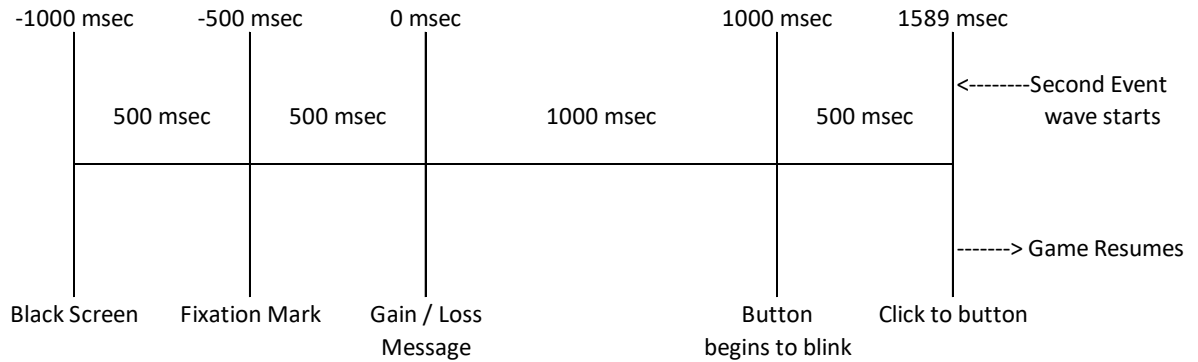 -1000 msec -500 msec 0 msec 1000 msec 1589 msec
<--------Second Event
wave starts
500 msec 500 msec 1000 msec 500 msec
-------> Game Resumes
Black Screen Fixation Mark Gain / Loss Button Click to button
Message begins to blink